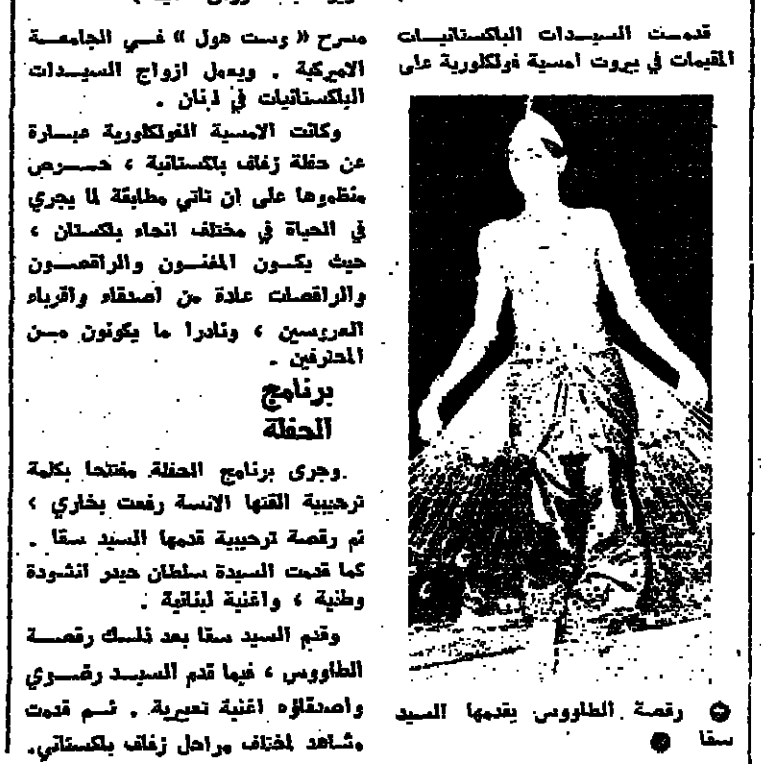 قدمت السيدات الباكستانيات
المقيمات في بيروت امسية فولكلورية على
مسرح « وست هول » في الجامعة
الاميركية . ويعمل ازواج السيدات
الباكستانيات في لبنان .
وكانت الامسية الفولكلورية عبارة
عن حفلة زفاف باكستانية ، حرص
منظموها على ان تاتي مطابقة لما يجري
في الحياة في مختلف انحاء باكستان ،
حيث يكون المغنون والراقصون
والراقصات عادة من اصدقاء واقرباء
العروسين ، ونادرا ما يكونون من
المحترفين .
برنامج
الحفلة
وجرى برنامج الحفلة مفتتحا بكلمة
ترحيبية القتها الانسة رفعت بخاري ،
ثم رقصة ترحيبية قدمها السيد سقا .
كما قدمت السيدة سلطان حيدر انشودة
وطنية ، واغنية لبنانية .
وقدم السيد سقا بعد ذلك رقصة
الطاووس ، فيما قدم السيد رضوي
واصدقاؤه اغنية تعبيرية . ثم قدمت
مشاهد لمختلف مراحل زفاف باكستاني.
رقصة الطاووس يقدمها السيد
سقا